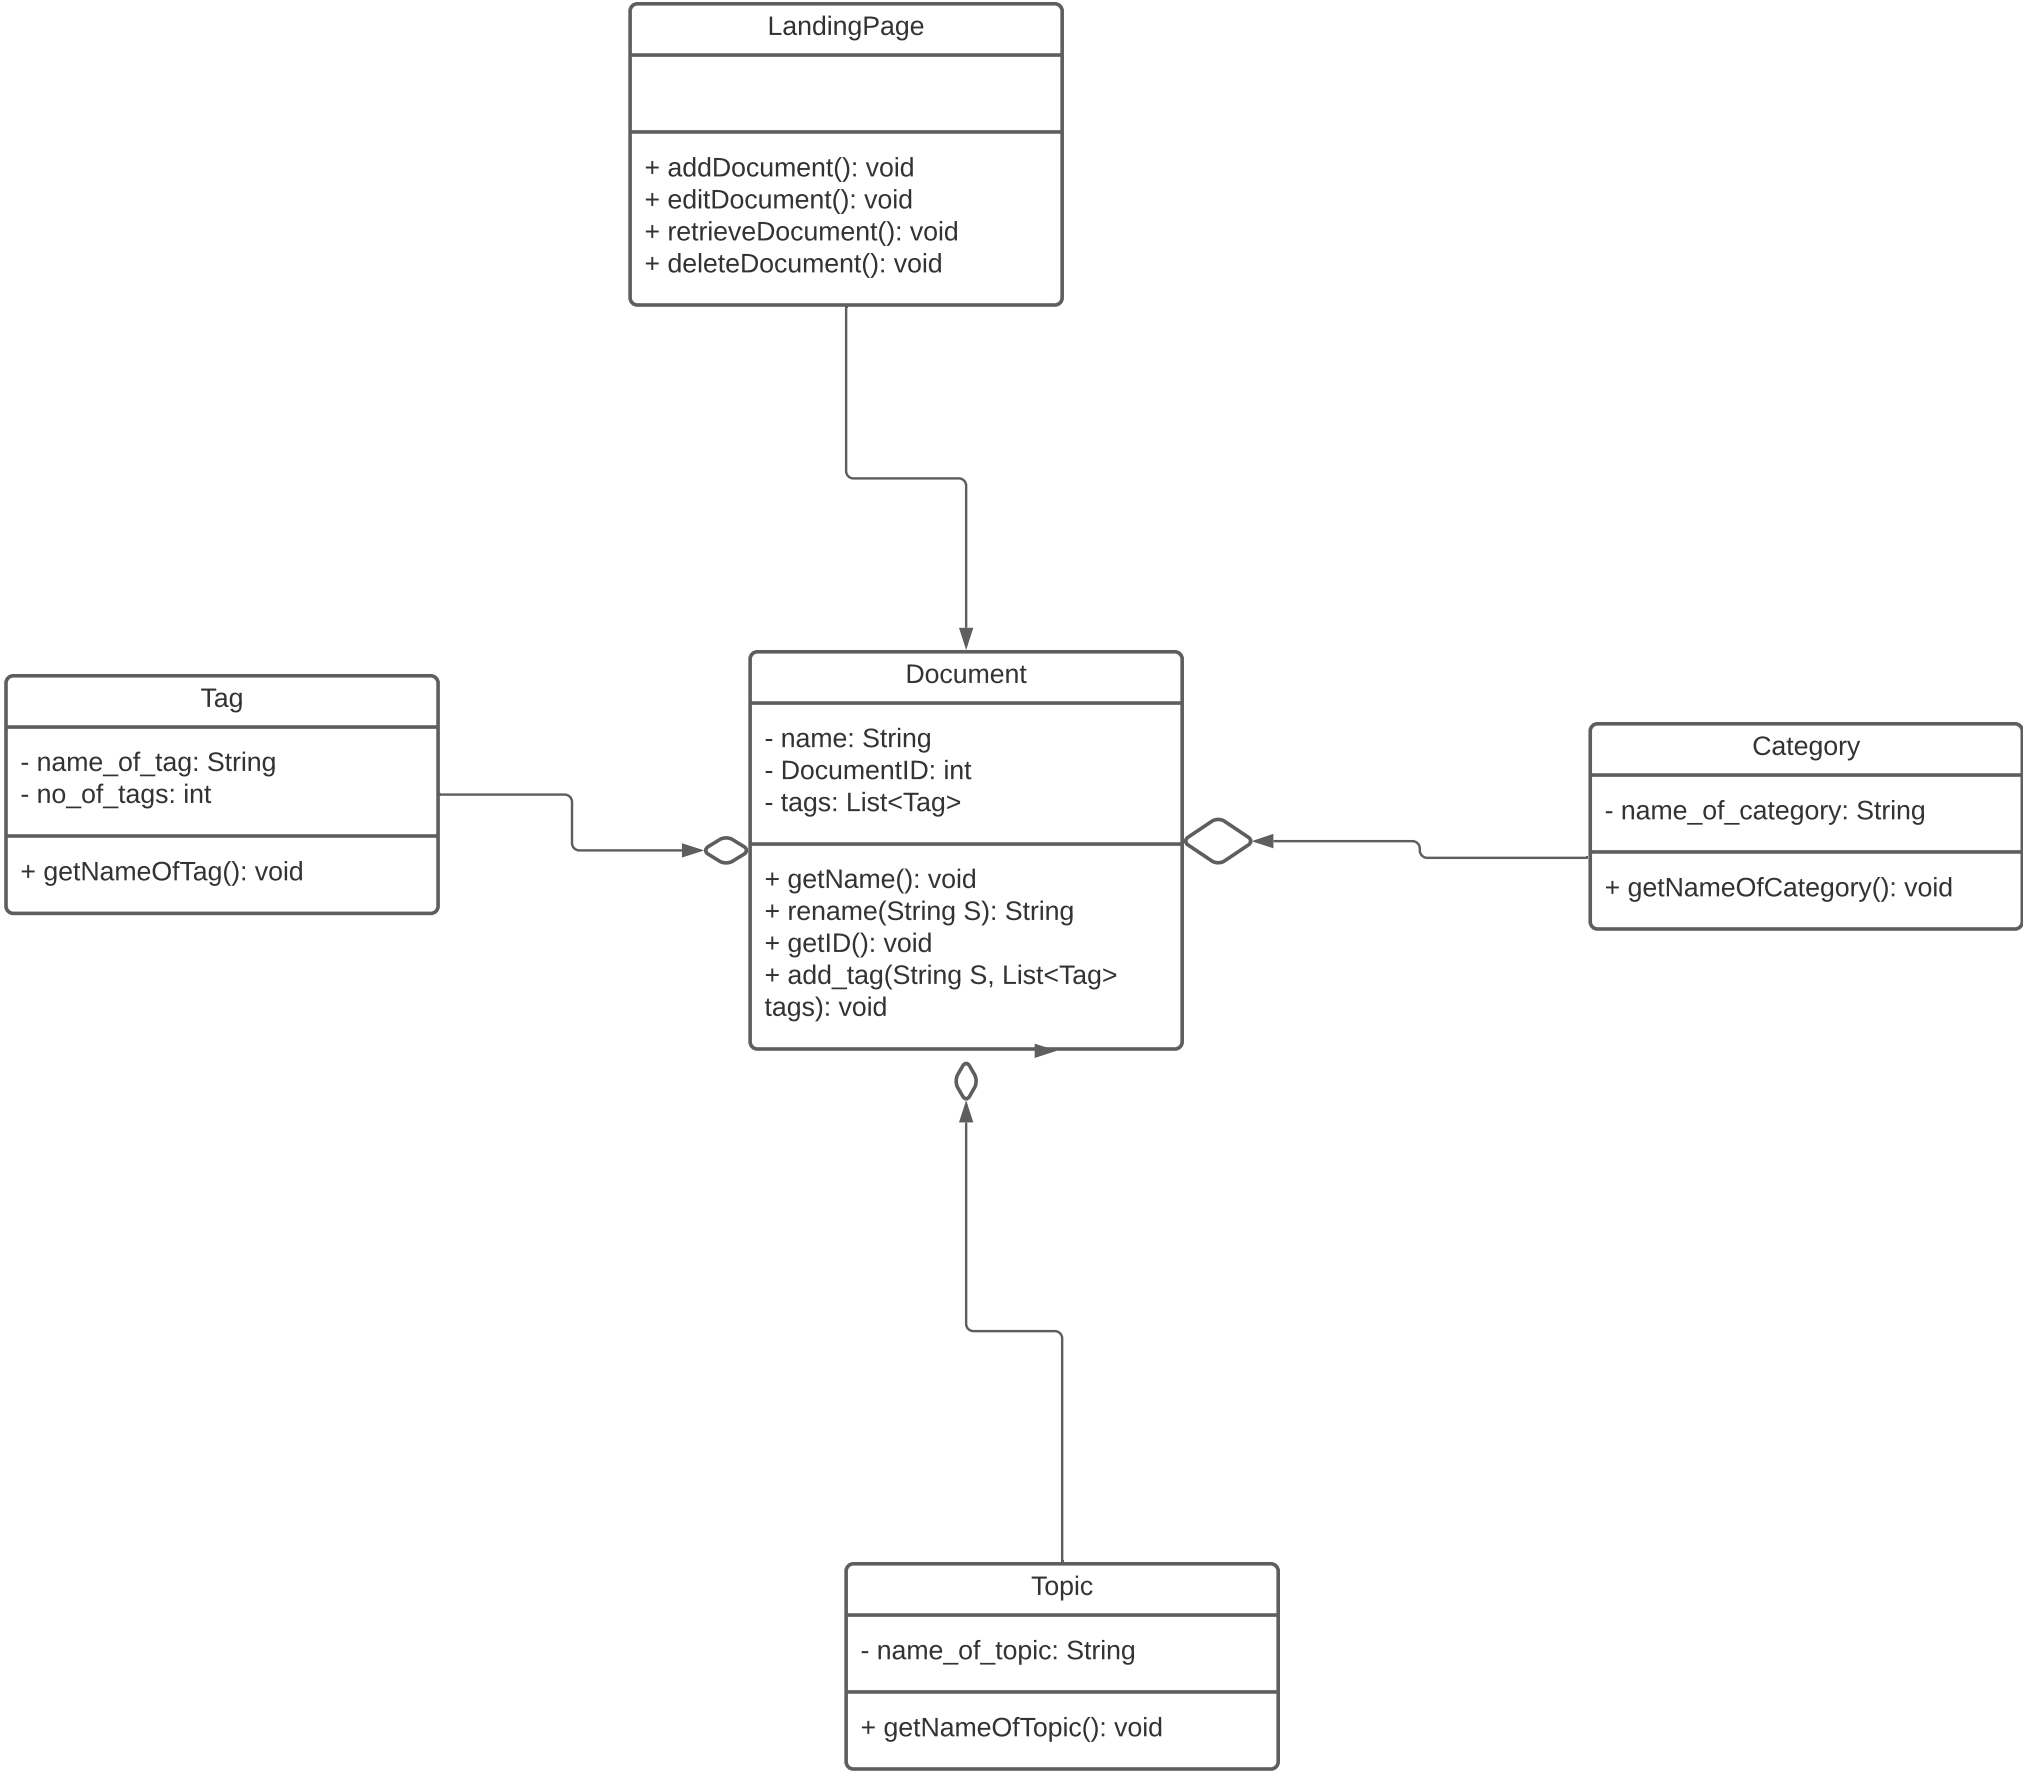 LandingPage
+ addDocument(): void
+ editDocument(): void
+ retrieveDocument(): void
+ deleteDocument(): void
Tag
- name_of_tag: String
- no_of_tags: int
+ getNameOfTag(): void
Document
- name: String
- DocumentID: int
- tags: List<Tag>
+ getName(): void
+ rename(String S): String
+ getID(): void
+ add_tag(String S, List<Tag>
tags): void
Category
- name_of_category: String
+ getNameOfCategory(): void
Topic
- name_of_topic: String
+ getNameOfTopic(): void